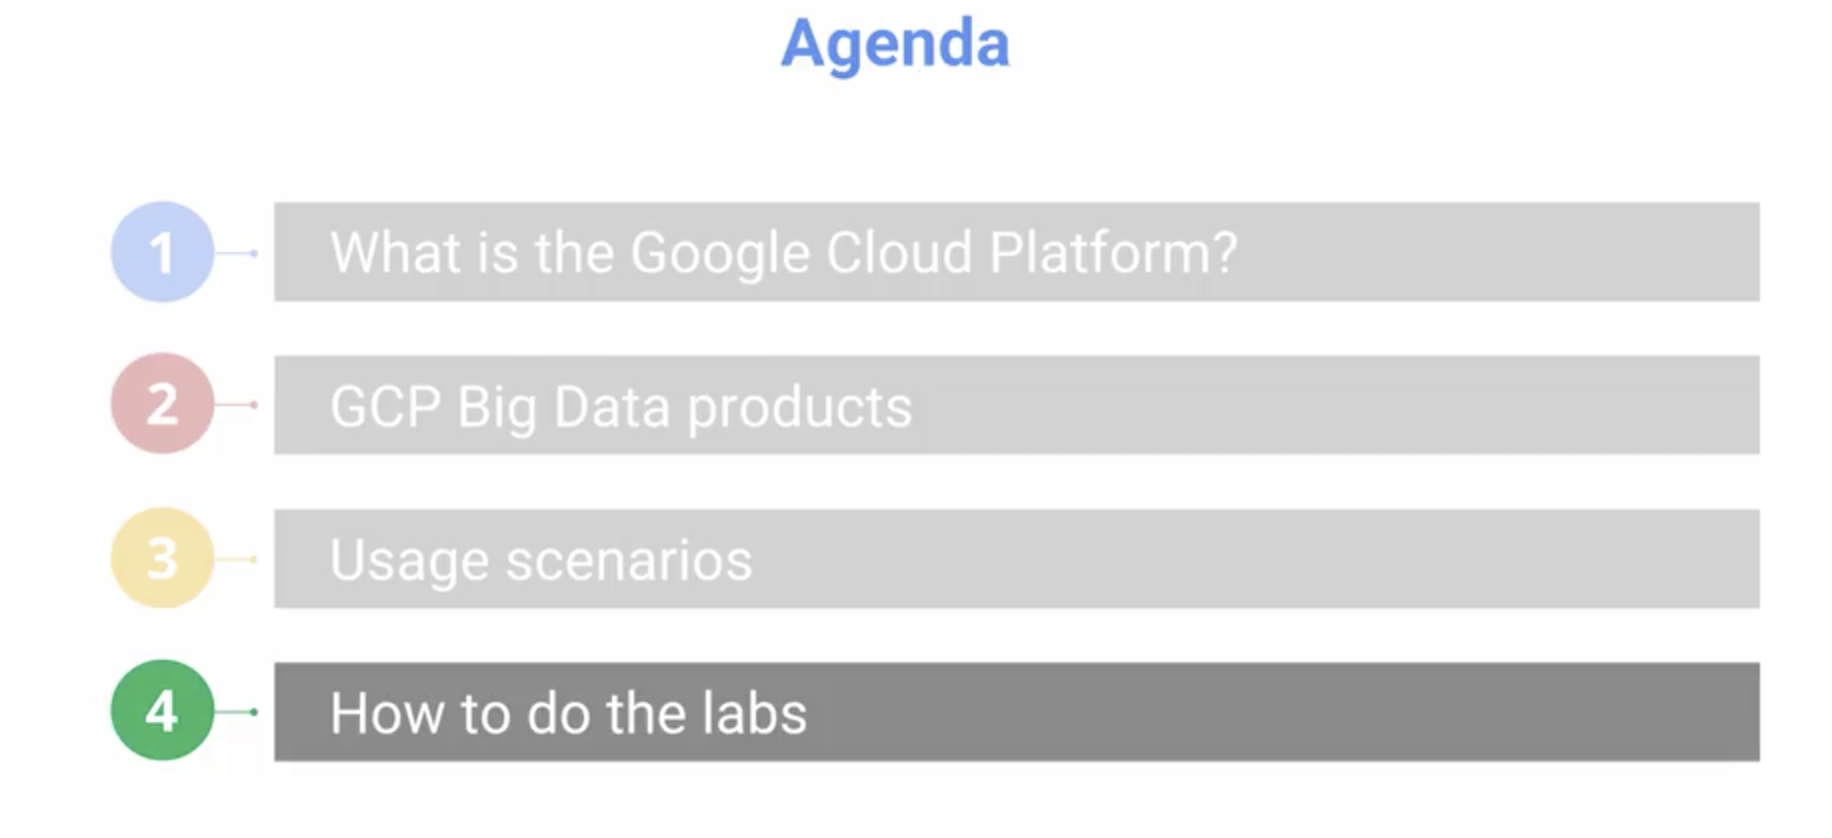 Agenda
1 What is the Google Cloud Platform?
2 GCP Big Data products
3 Usage scenarios
4 How to do the labs